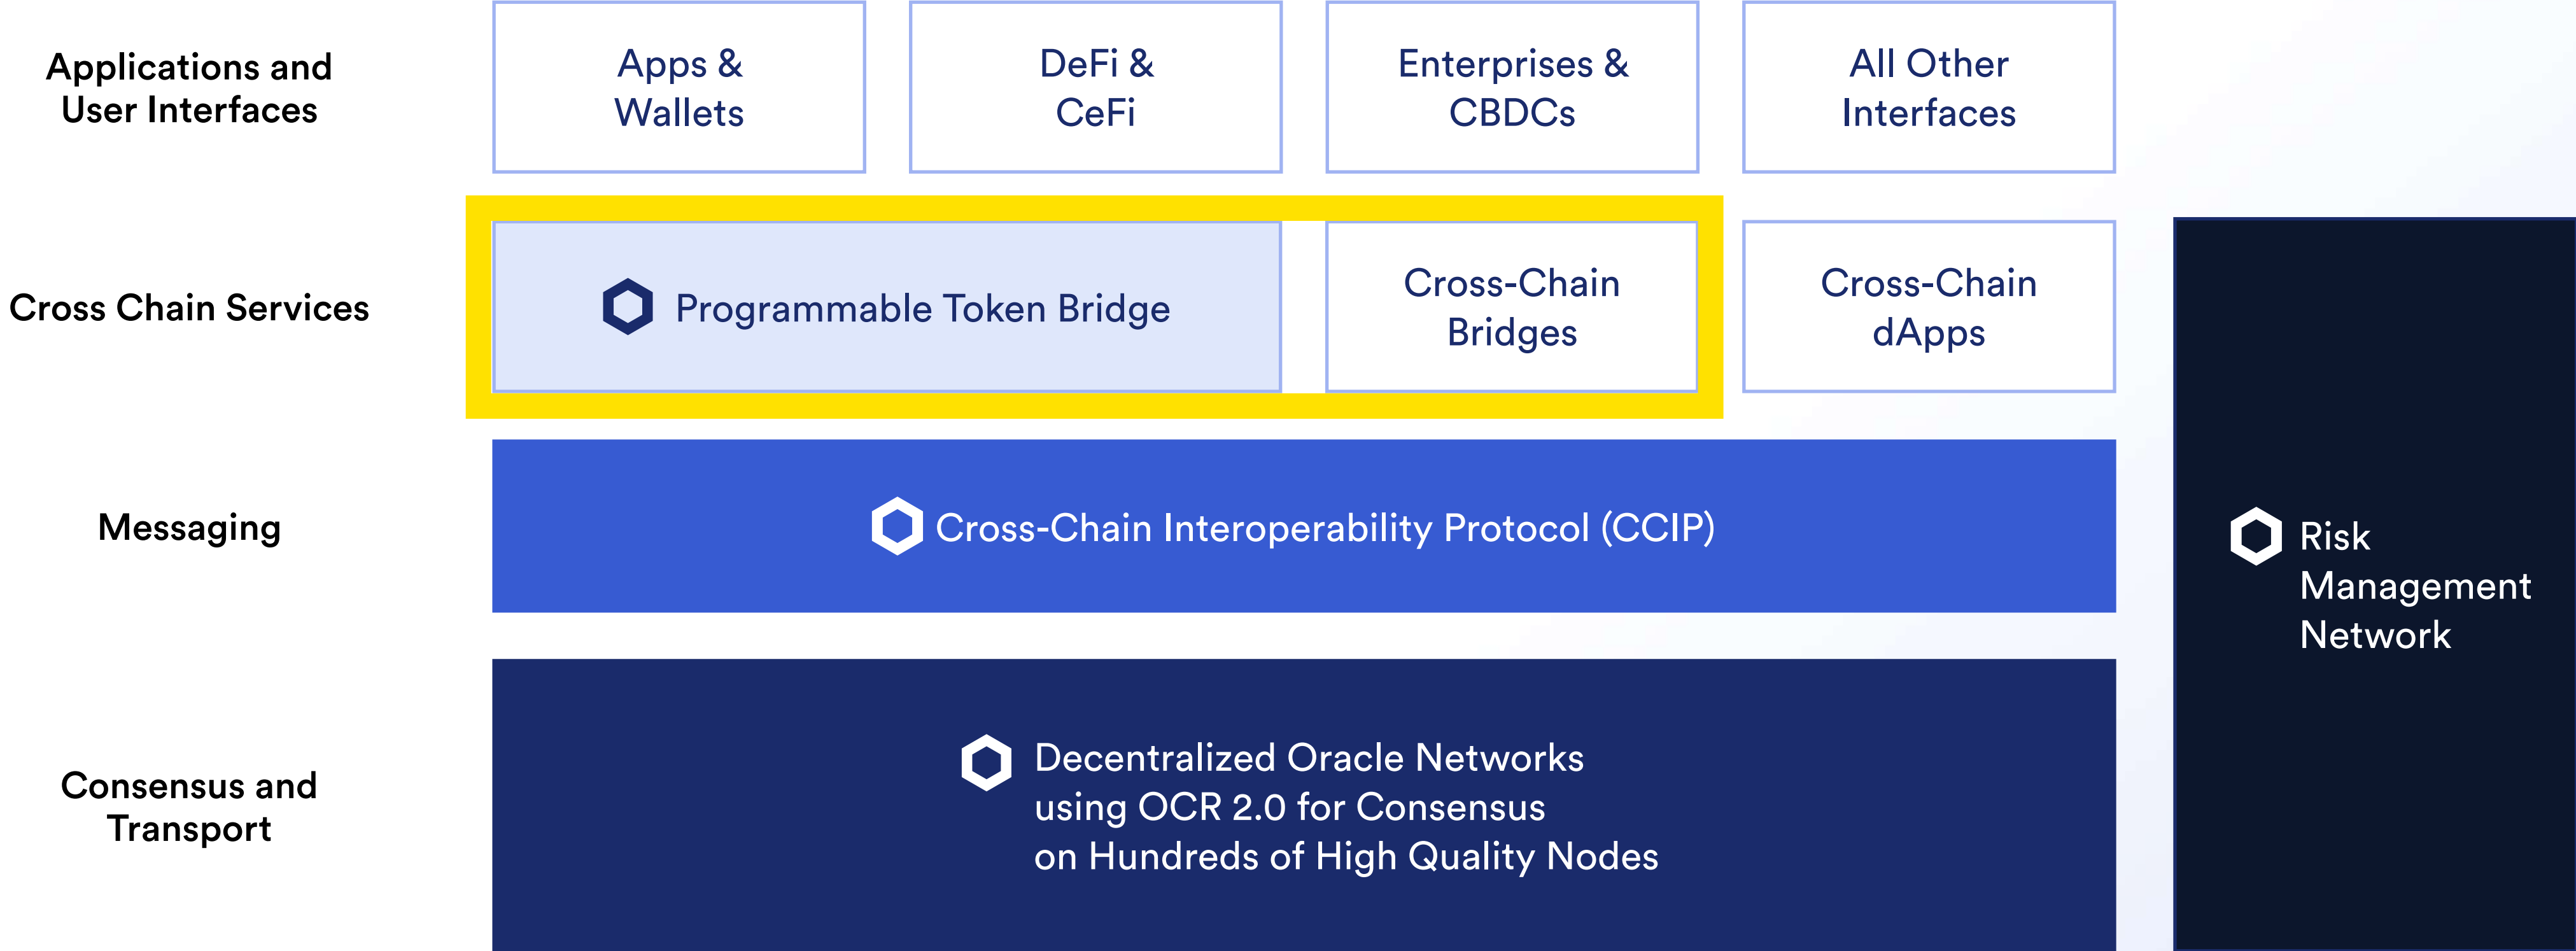 Applications and
User Interfaces
Apps &
Wallets
DeFi &
CeFi
Enterprises &
CBDCs
All Other
Interfaces
Cross Chain Services
Programmable Token Bridge
Cross-Chain
Bridges
Cross-Chain
dApps
Messaging
Cross-Chain Interoperability Protocol (CCIP)
Risk
Management
Network
Consensus and
Transport
Decentralized Oracle Networks
using OCR 2.0 for Consensus
on Hundreds of High Quality Nodes